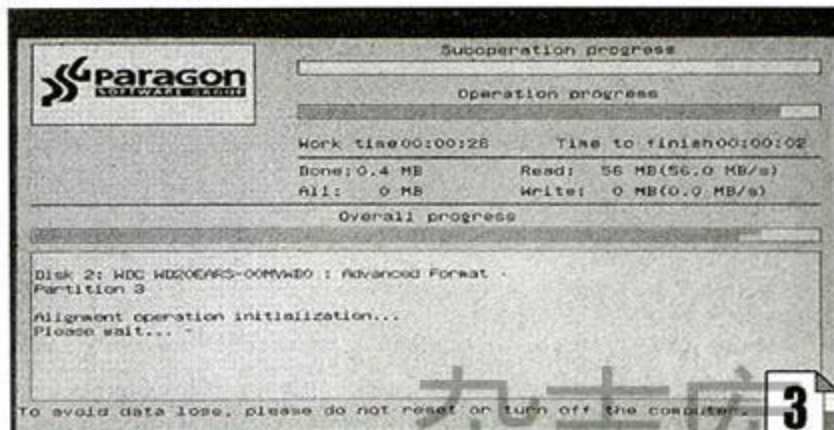 Suboperation progress
Paragon
SOFTWARE GROUP
Operation progress
Work time00:00:28 Time to finish00:00:02
Done: 0.4 MB Read: 56 MB(56.0 MB/s)
All: 0 MB Write: 0 MB(0.0 MB/s)
Overall progress
Disk 2: WDC WD20EARS-00MVWB0 : Advanced Format -
Partition 3
Alignment operation initialization...
Please wait... -
To avoid data lose, please do not reset or turn off the computer.
3